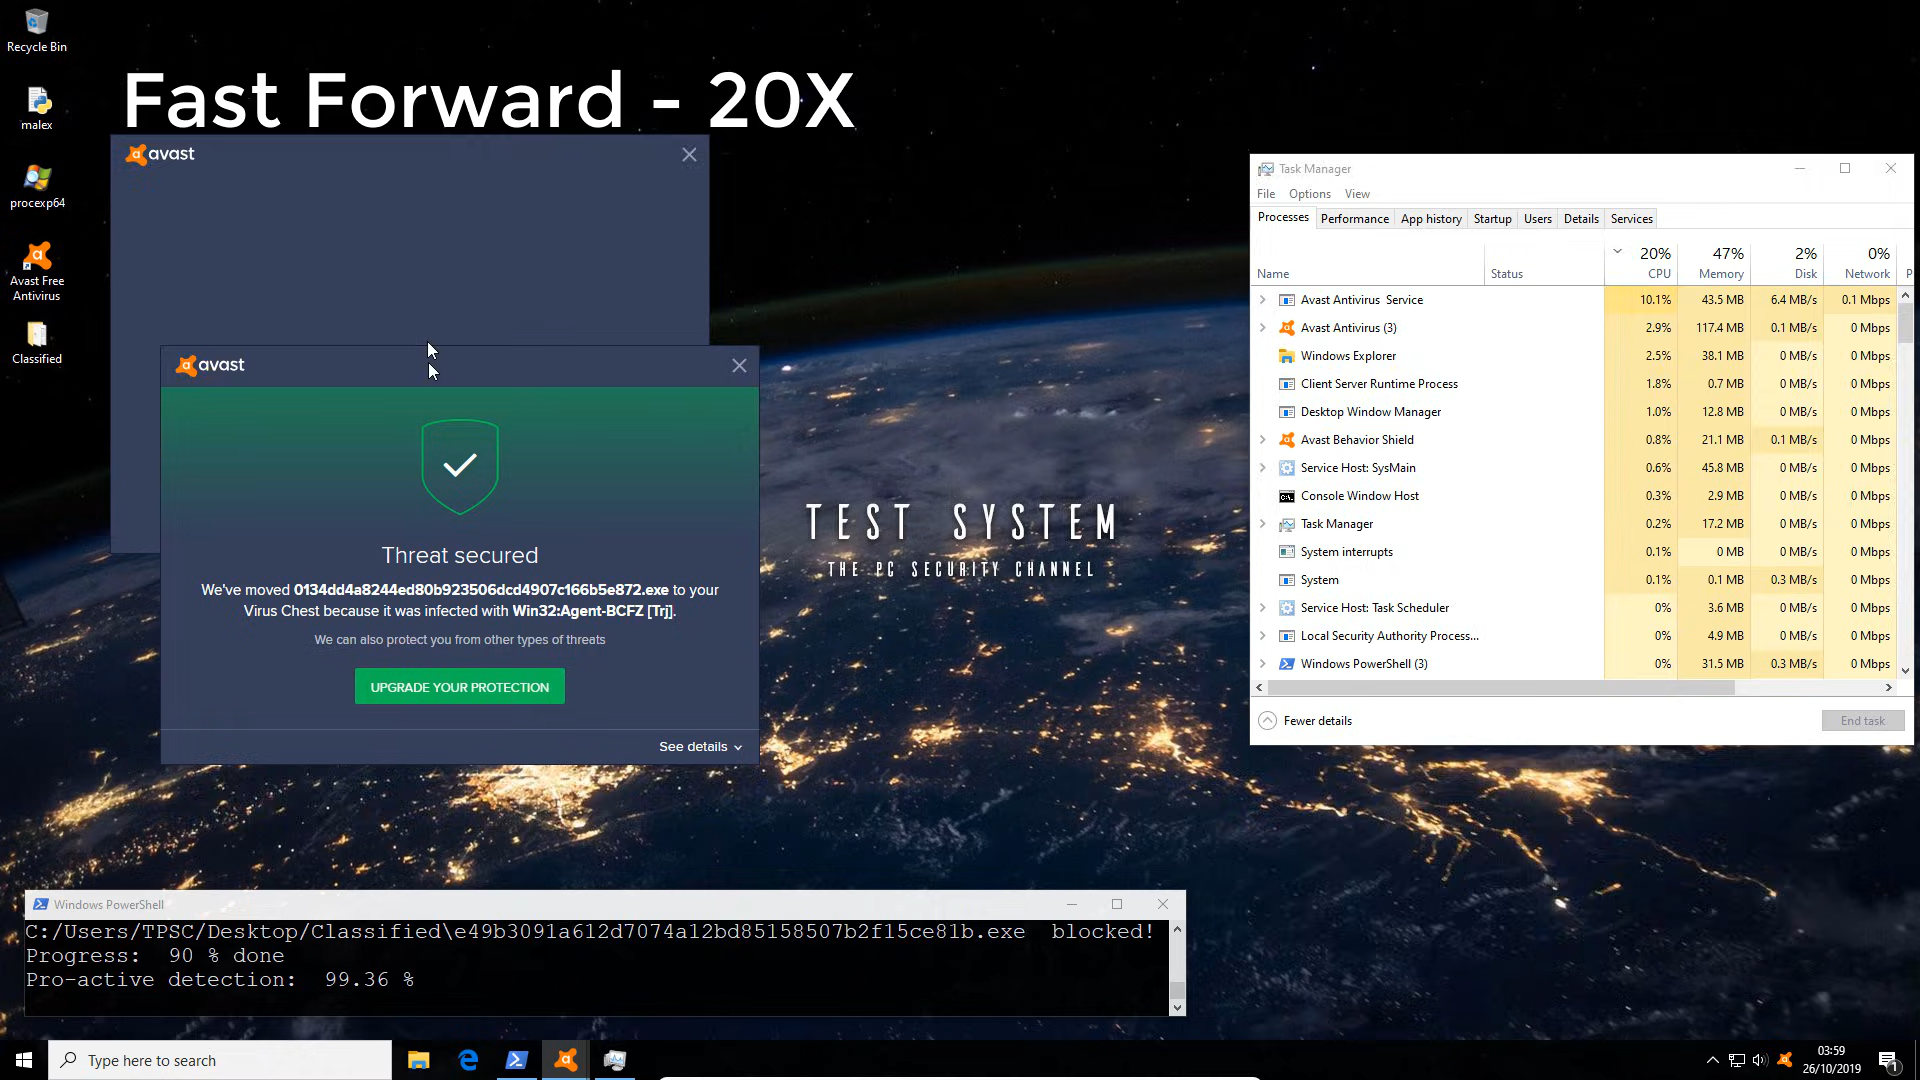 Recycle Bin
malex
procexp64
Avast Free
Antivirus
Classified
Fast Forward - 20X
avast
avast
Threat secured
We've moved 0134dd4a8244ed80b923506dcd4907c166b5e872.exe to your
Virus Chest because it was infected with Win32:Agent-BCFZ [Trj].
We can also protect you from other types of threats
UPGRADE YOUR PROTECTION
See details
TEST SYSTEM
THE PC SECURITY CHANNEL
Task Manager
File Options View
Processes Performance App history Startup Users Details Services
20% 47% 2% 0%
Name Status CPU Memory Disk Network P
Avast Antivirus Service 10.1% 43.5 MB 6.4 MB/s 0.1 Mbps
Avast Antivirus (3) 2.9% 117.4 MB 0.1 MB/s 0 Mbps
Windows Explorer 2.5% 38.1 MB 0 MB/s 0 Mbps
Client Server Runtime Process 1.8% 0.7 MB 0 MB/s 0 Mbps
Desktop Window Manager 1.0% 12.8 MB 0 MB/s 0 Mbps
Avast Behavior Shield 0.8% 21.1 MB 0.1 MB/s 0 Mbps
Service Host: SysMain 0.6% 45.8 MB 0 MB/s 0 Mbps
Console Window Host 0.3% 2.9 MB 0 MB/s 0 Mbps
Task Manager 0.2% 17.2 MB 0 MB/s 0 Mbps
System interrupts 0.1% 0 MB 0 MB/s 0 Mbps
System 0.1% 0.1 MB 0.3 MB/s 0 Mbps
Service Host: Task Scheduler 0% 3.6 MB 0 MB/s 0 Mbps
Local Security Authority Process... 0% 4.9 MB 0 MB/s 0 Mbps
Windows PowerShell (3) 0% 31.5 MB 0.3 MB/s 0 Mbps
Fewer details
End task
Windows PowerShell
C:/Users/TPSC/Desktop/Classified\e49b3091a612d7074a12bd85158507b2f15ce81b.exe blocked!
Progress: 90 % done
Pro-active detection: 99.36 %
Type here to search
03:59
26/10/2019
1